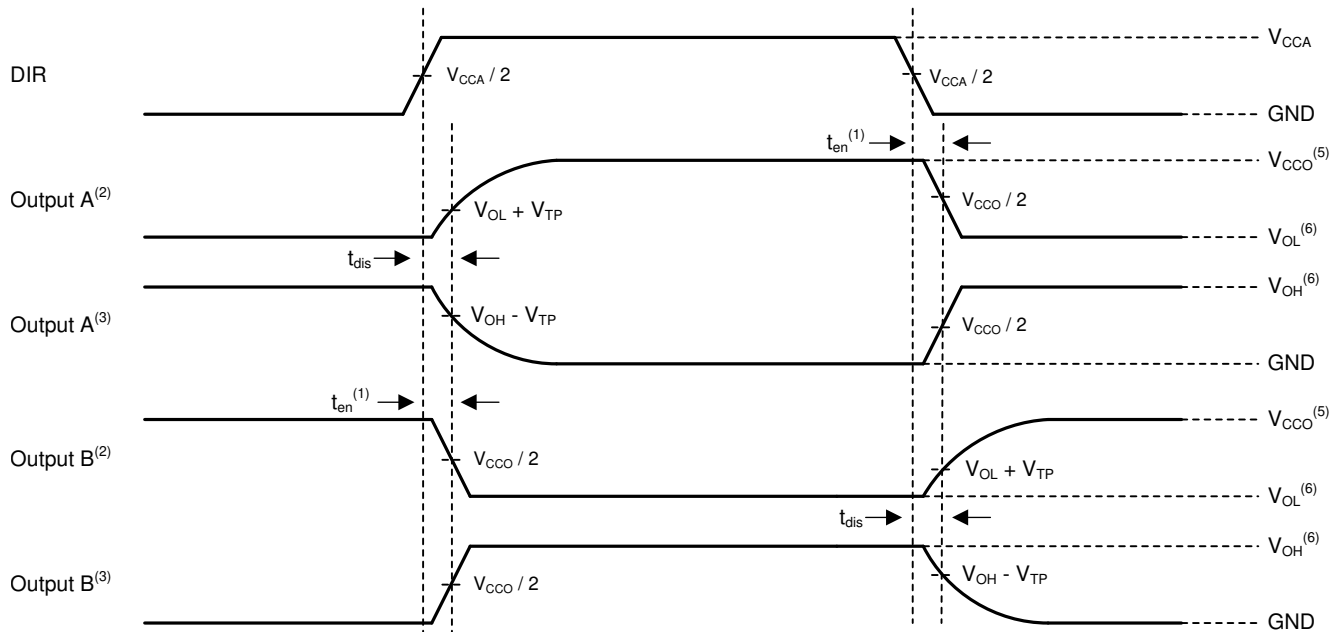 V_CCA
DIR
V_CCA / 2
V_CCA / 2
GND
t_en^(1)
V_CCO^(5)
Output A^(2)
V_OL + V_TP
V_CCO / 2
V_OL^(6)
t_dis
V_OH^(6)
Output A^(3)
V_OH - V_TP
V_CCO / 2
GND
t_en^(1)
V_CCO^(5)
Output B^(2)
V_CCO / 2
V_OL + V_TP
V_OL^(6)
t_dis
V_OH^(6)
Output B^(3)
V_CCO / 2
V_OH - V_TP
GND